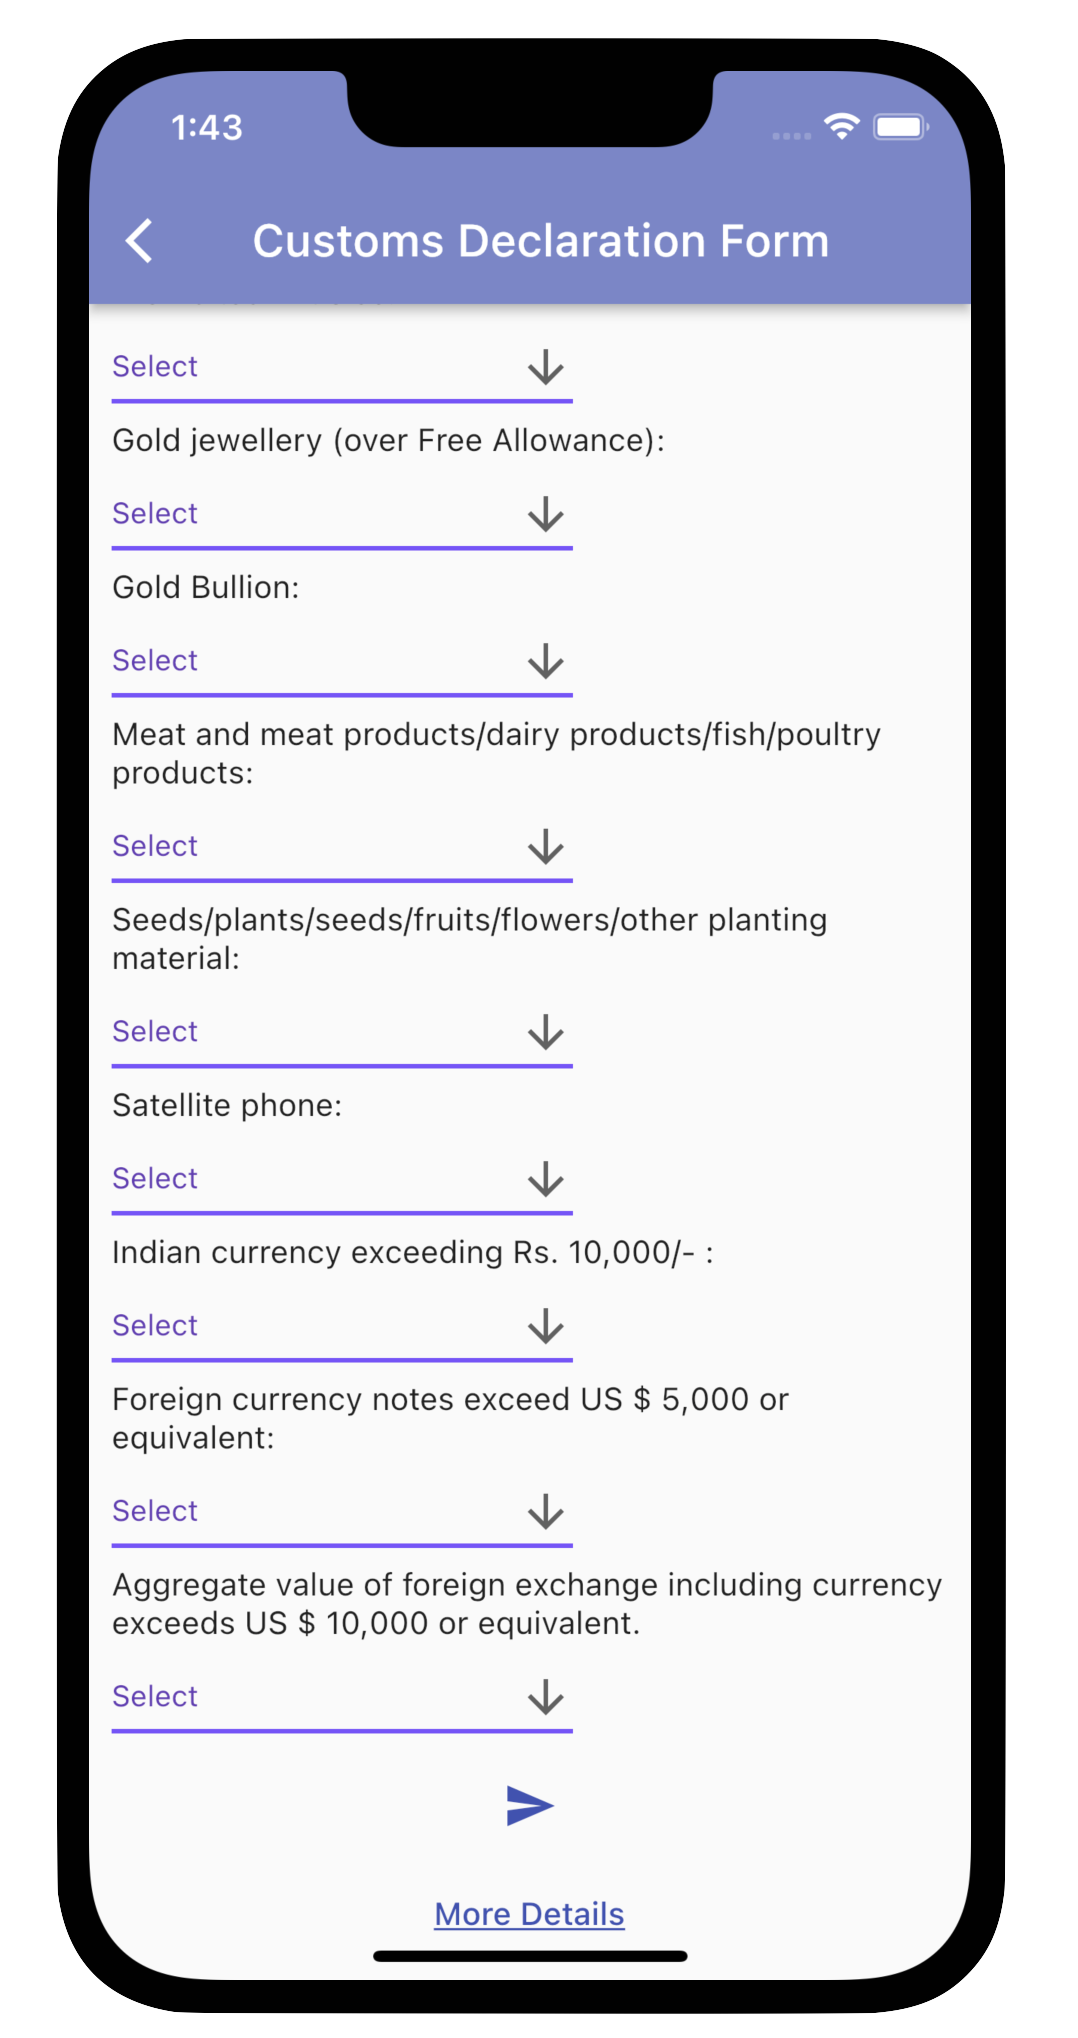 1:43
Customs Declaration Form
Select
Gold jewellery (over Free Allowance):
Select
Gold Bullion:
Select
Meat and meat products/dairy products/fish/poultry
products:
Select
Seeds/plants/seeds/fruits/flowers/other planting
material:
Select
Satellite phone:
Select
Indian currency exceeding Rs. 10,000/- :
Select
Foreign currency notes exceed US $ 5,000 or
equivalent:
Select
Aggregate value of foreign exchange including currency
exceeds US $ 10,000 or equivalent.
Select
More Details